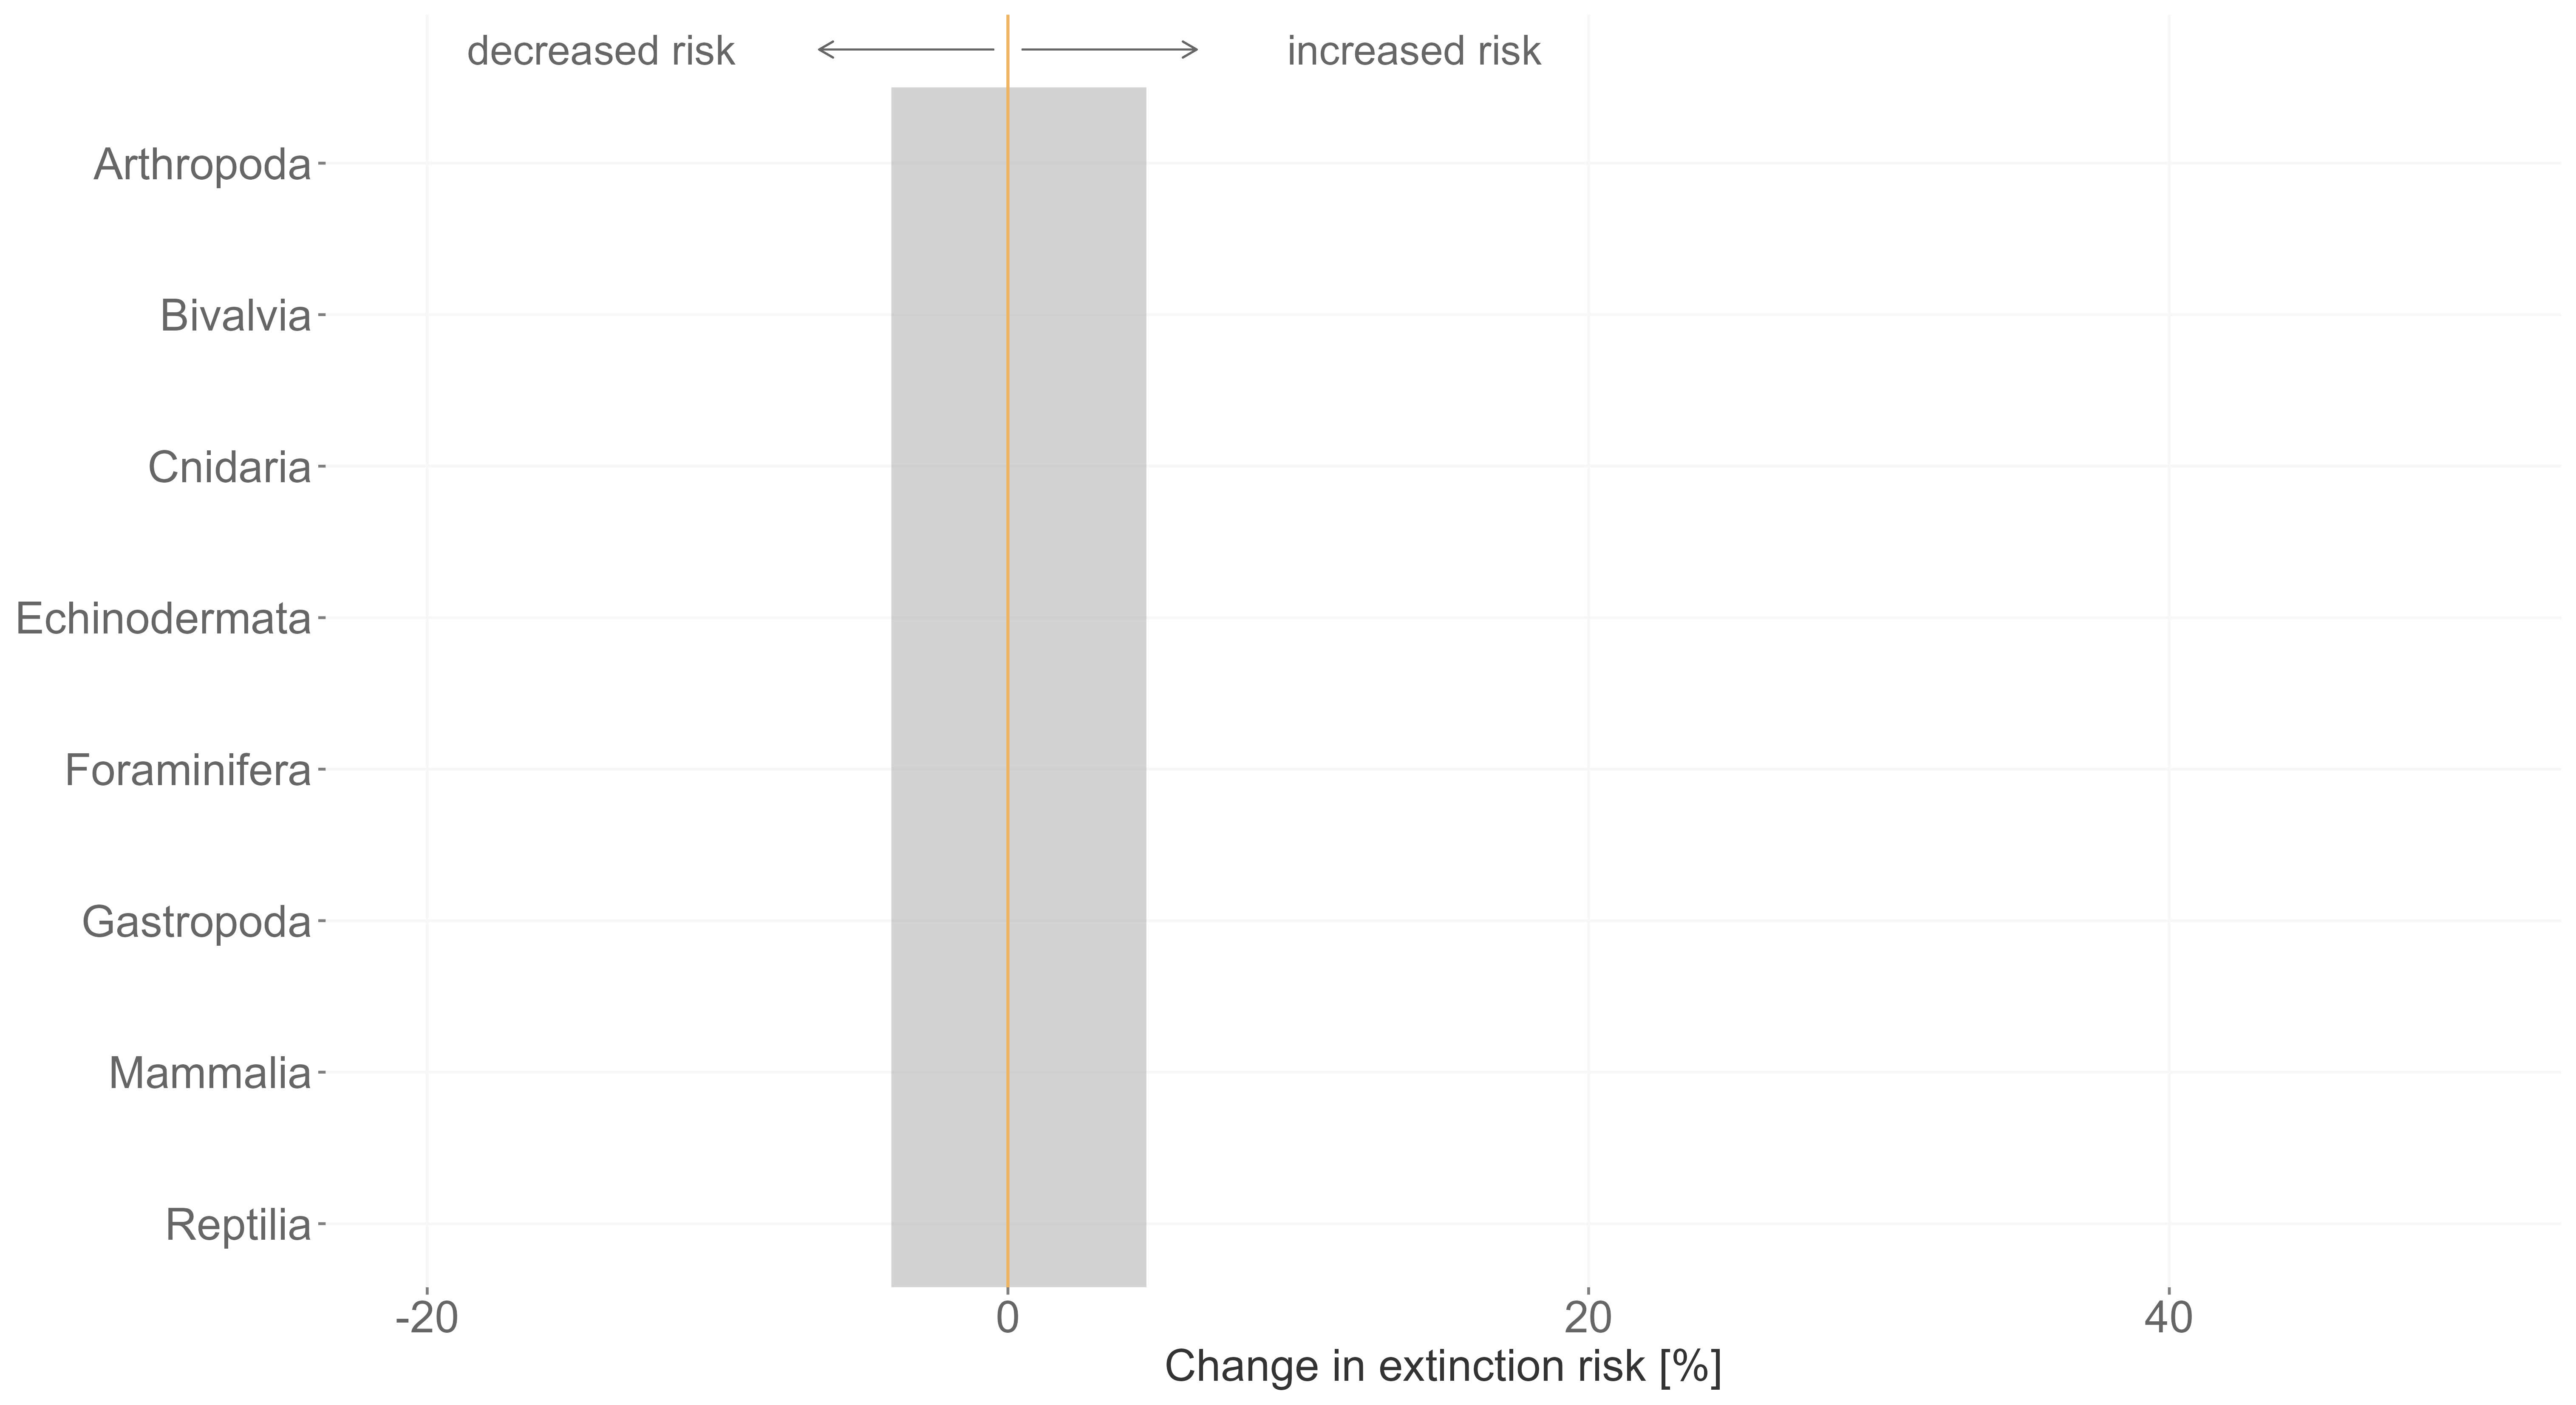 decreased risk increased risk
Arthropoda
Bivalvia
Cnidaria
Echinodermata
Foraminifera
Gastropoda
Mammalia
Reptilia
-20 0 20 40
Change in extinction risk [%]